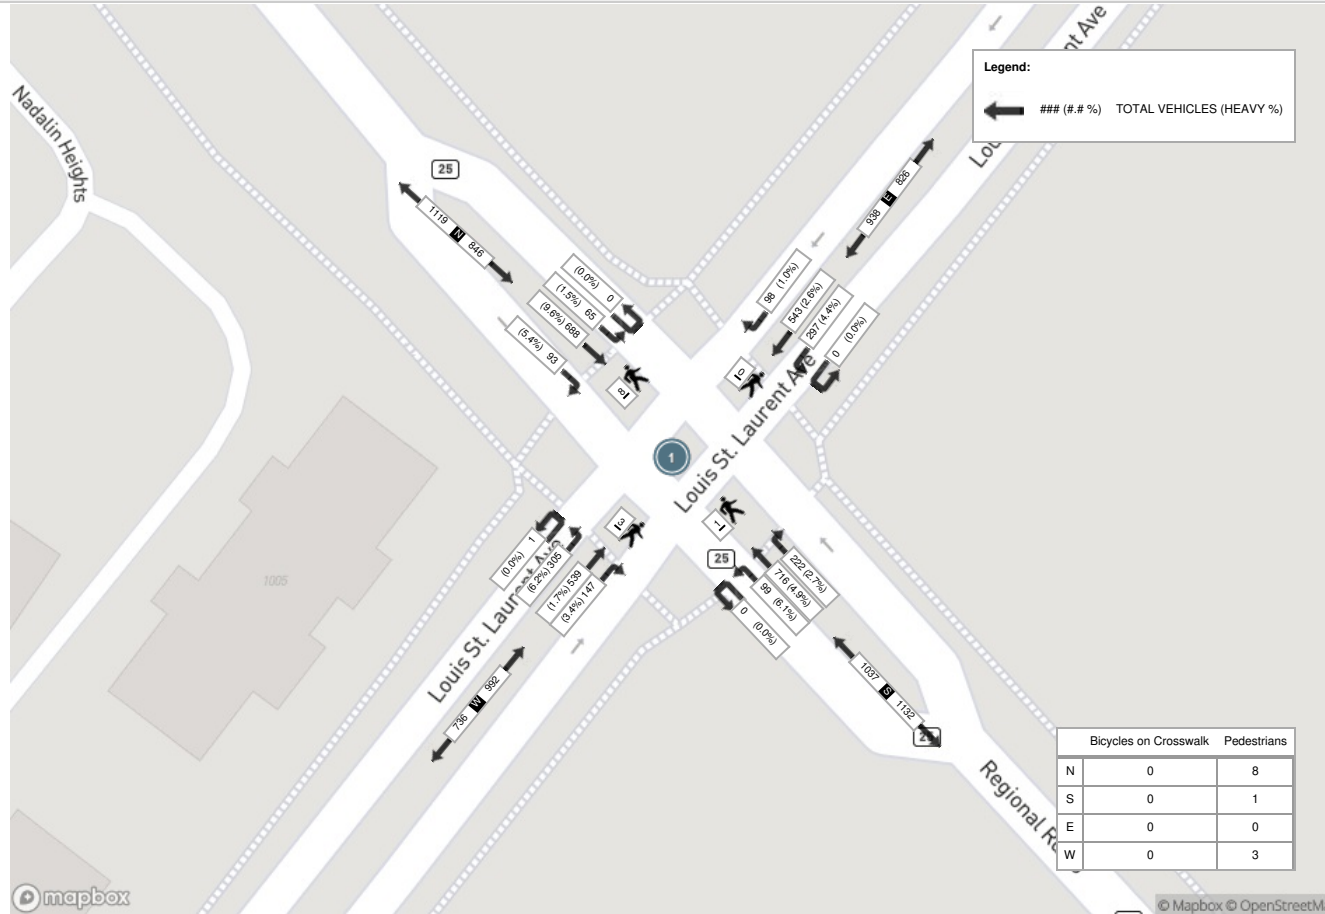 nt Ave
Legend:
### (#.# %) TOTAL VEHICLES (HEAVY %)
Lou
Nadalin Heights
25
1119 N 846
826
E
938
(0.0%) 0
(1.5%) 65
(9.6%) 688
(5.4%) 93
98 (1.0%)
543 (2.6%)
297 (4.4%)
0 (0.0%)
8
0
1
Louis St. Laurent Ave
3
1
25
(0.0%) 1
(6.2%) 305
(1.7%) 539
(3.4%) 147
222 (2.7%)
716 (4.9%)
99 (6.1%)
0 (0.0%)
1005
Louis St. Laurent Ave
736 W 992
1037 S 1132
25
Regional R
Bicycles on Crosswalk Pedestrians
N 0 8
S 0 1
E 0 0
W 0 3
mapbox
© Mapbox © OpenStreetM